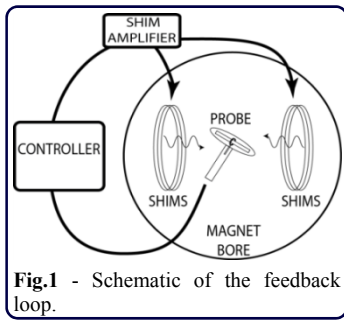 SHIM
AMPLIFIER
CONTROLLER
PROBE
SHIMS
SHIMS
MAGNET
BORE
Fig.1 - Schematic of the feedback
loop.